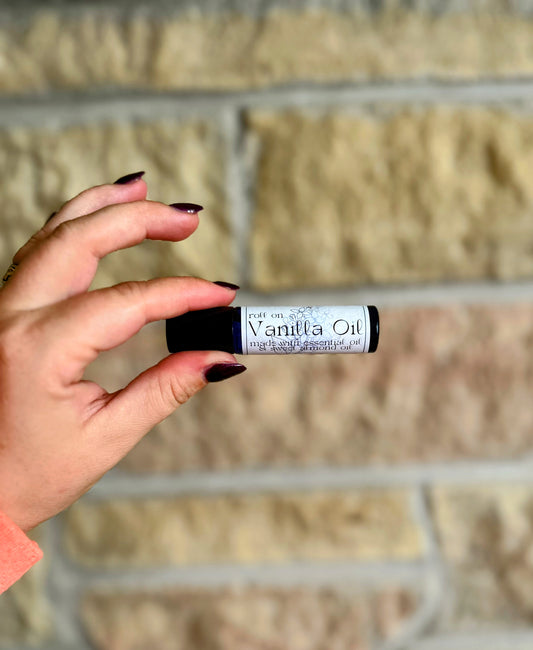 roll on
Vanilla Oil
made with essential oil
& sweet almond oil